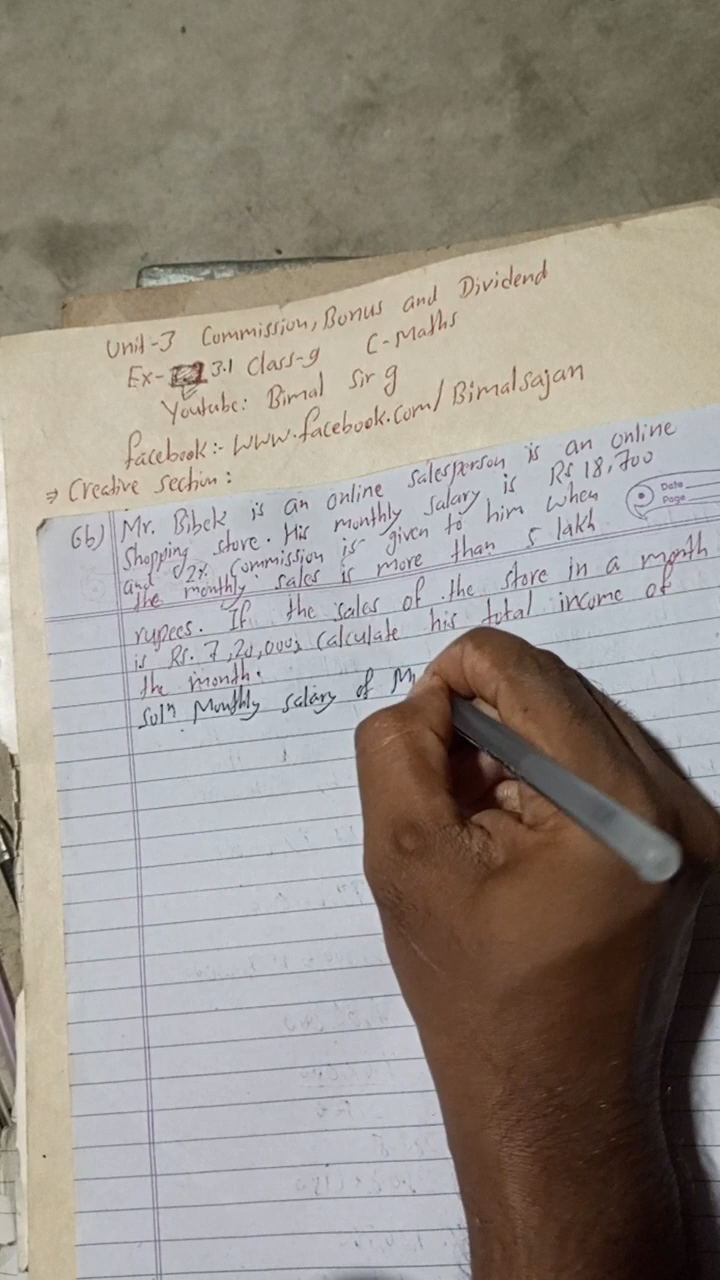 Unit-3 Commission, Bonus and Dividend
Ex- 3.1 Class-9 C-Maths
Youtube: Bimal Sir g
facebook:- www.facebook.com/Bimalsajan
⇒ Creative section:
6b) Mr. Bibek is an online salesperson is an online
shopping store. His monthly salary is Rs 18,700
and 2% commission is given to him when
the monthly sales is more than 5 lakh
rupees. If the sales of the store in a month
is Rs. 7,20,000, calculate his total income of
the month.
Solⁿ Monthly salary of M
Date
Page